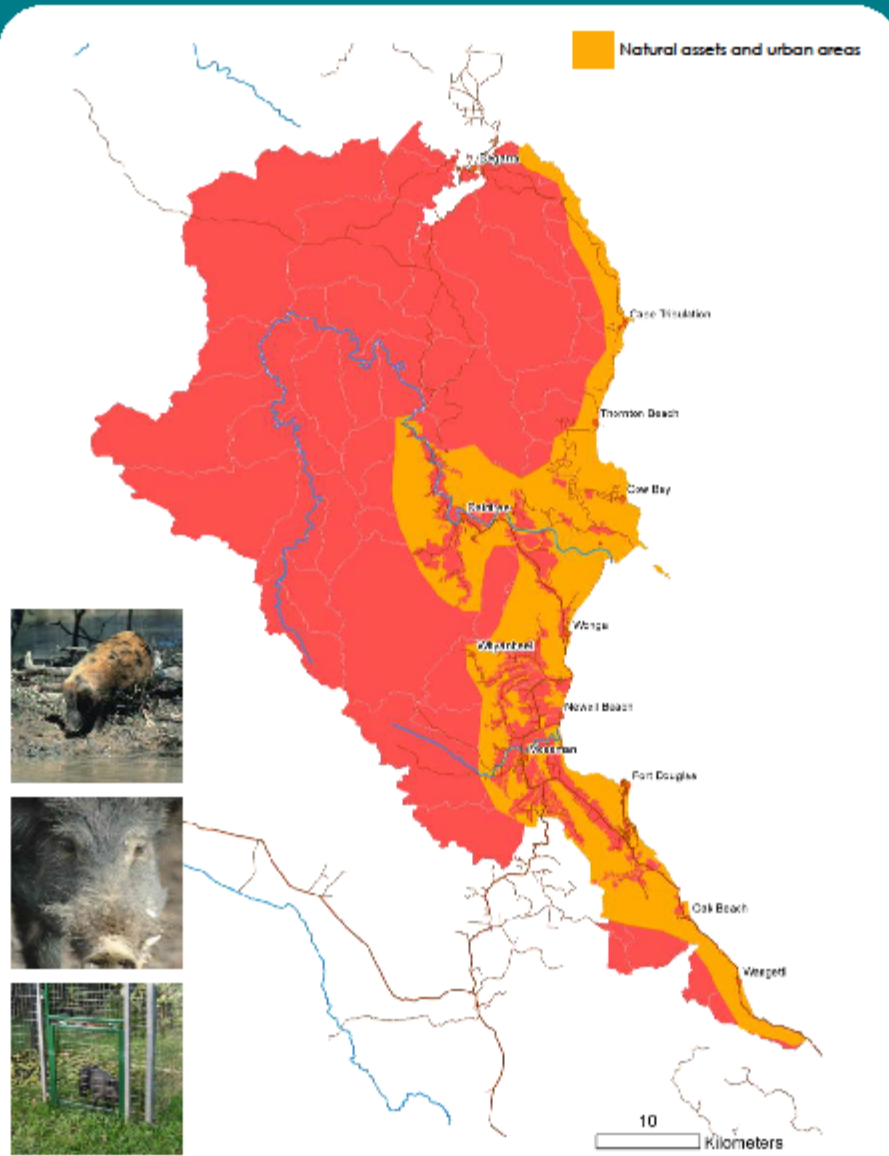 Natural assets and urban areas
Degarra
Cape Tribulation
Thornton Beach
Cow Bay
Daintree
Wonga
Whyanbeel
Newell Beach
Mossman
Port Douglas
Oak Beach
Wangetti
10
Kilometers